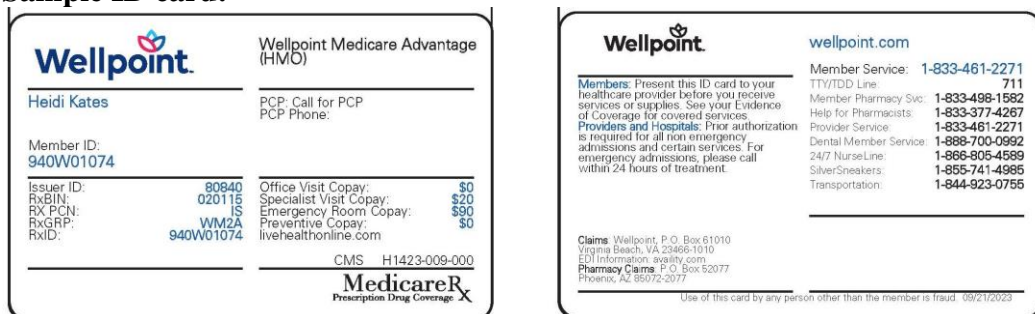 Sample ID card:
Wellpoint.
Wellpoint Medicare Advantage
(HMO)
Heidi Kates
PCP: Call for PCP
PCP Phone:
Member ID:
940W01074
Issuer ID: 80840
RxBIN: 020115
RX PCN: IS
RxGRP: WM2A
RxID: 940W01074
Office Visit Copay: $0
Specialist Visit Copay: $20
Emergency Room Copay: $90
Preventive Copay: $0
livehealthonline.com
CMS H1423-009-000
MedicareRx
Prescription Drug Coverage
Wellpoint.
Members: Present this ID card to your
healthcare provider before you receive
services or supplies. See your Evidence
of Coverage for covered services.
Providers and Hospitals: Prior authorization
is required for all non emergency
admissions and certain services. For
emergency admissions, please call
within 24 hours of treatment.
Claims: Wellpoint, P.O. Box 61010
Virginia Beach, VA 23466-1010
EDI Information: availity.com
Pharmacy Claims: P.O. Box 52077
Phoenix, AZ 85072-2077
wellpoint.com
Member Service: 1-833-461-2271
TTY/TDD Line: 711
Member Pharmacy Svc: 1-833-498-1582
Help for Pharmacists: 1-833-377-4267
Provider Service: 1-833-461-2271
Dental Member Service: 1-888-700-0992
24/7 NurseLine: 1-866-805-4589
SilverSneakers: 1-855-741-4985
Transportation: 1-844-923-0755
Use of this card by any person other than the member is fraud. 09/21/2023